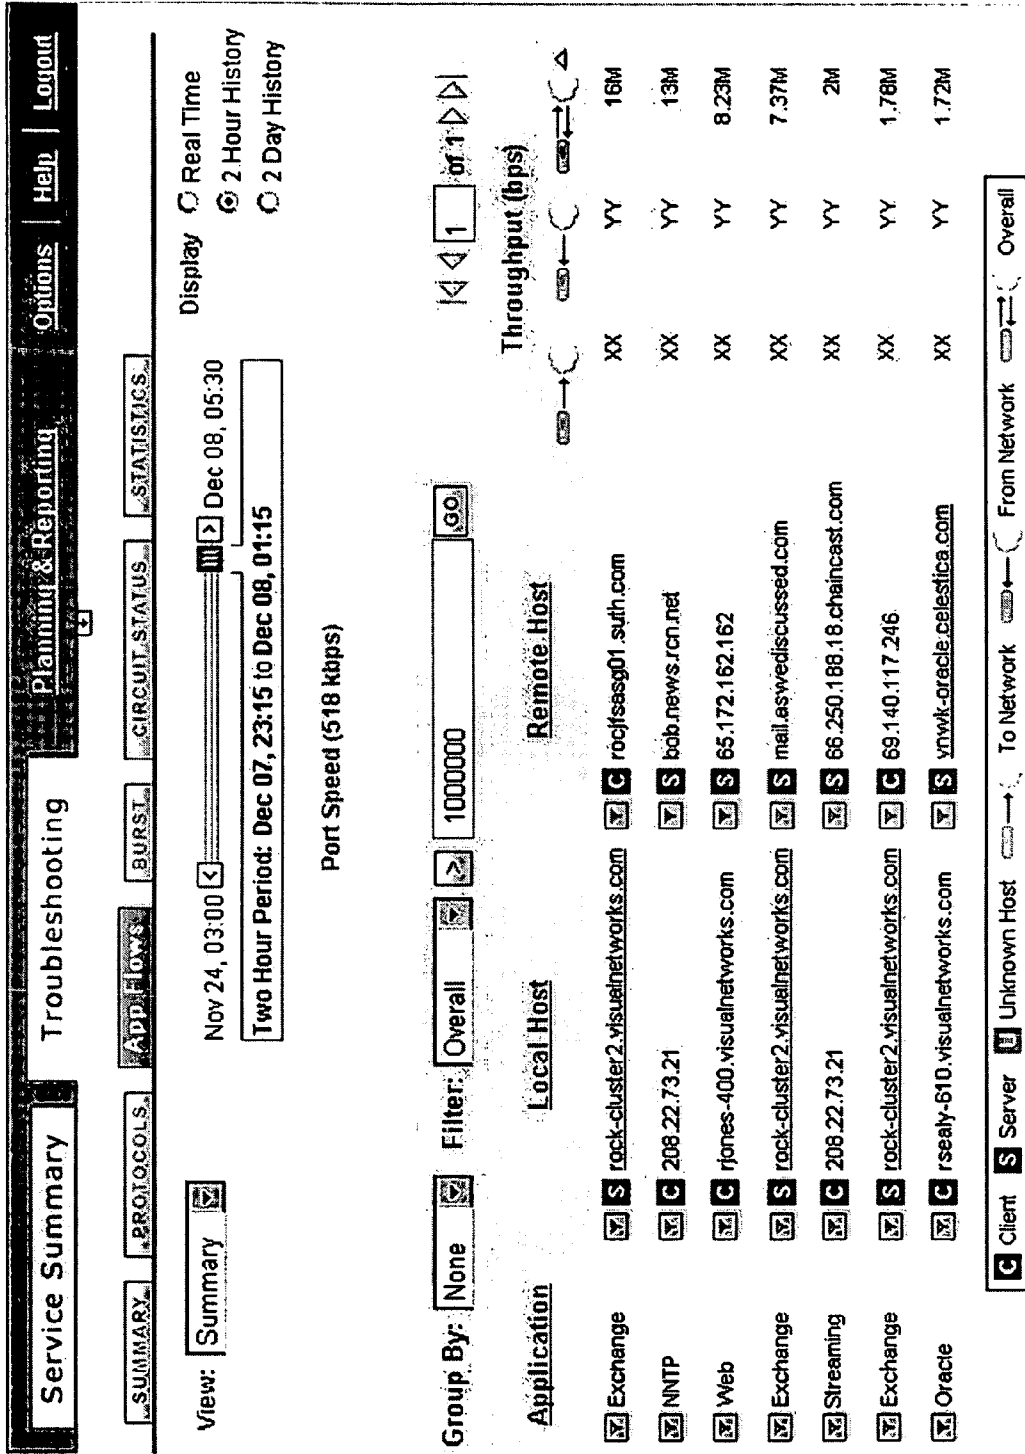 Service Summary Troubleshooting Planning & Reporting Options Help Logout
SUMMARY PROTOCOLS APP FLOWS BURST CIRCUIT STATUS STATISTICS
View: Summary
Nov 24, 03:00 < > Dec 08, 05:30
Two Hour Period: Dec 07, 23:15 to Dec 08, 01:15
Display Real Time
2 Hour History
2 Day History
Port Speed (518 kbps)
Group By: None Filter: Overall > 1000000 GO 1 of 1
Application Local Host Remote Host Throughput (bps)
Exchange S rock-cluster2.visualnetworks.com C rocjfsasg01.suth.com XX YY 16M
NNTP C 208.22.73.21 S bob.news.rcn.net XX YY 13M
Web C rjones-400.visualnetworks.com S 65.172.162.162 XX YY 8.23M
Exchange S rock-cluster2.visualnetworks.com S mail.aswediscussed.com XX YY 7.37M
Streaming C 208.22.73.21 S 66.250.188.18.chaincast.com XX YY 2M
Exchange S rock-cluster2.visualnetworks.com C 69.140.117.246 XX YY 1.78M
Oracle C rsealy-610.visualnetworks.com S vnwk-oracle.celestica.com XX YY 1.72M
C Client S Server U Unknown Host To Network From Network Overall